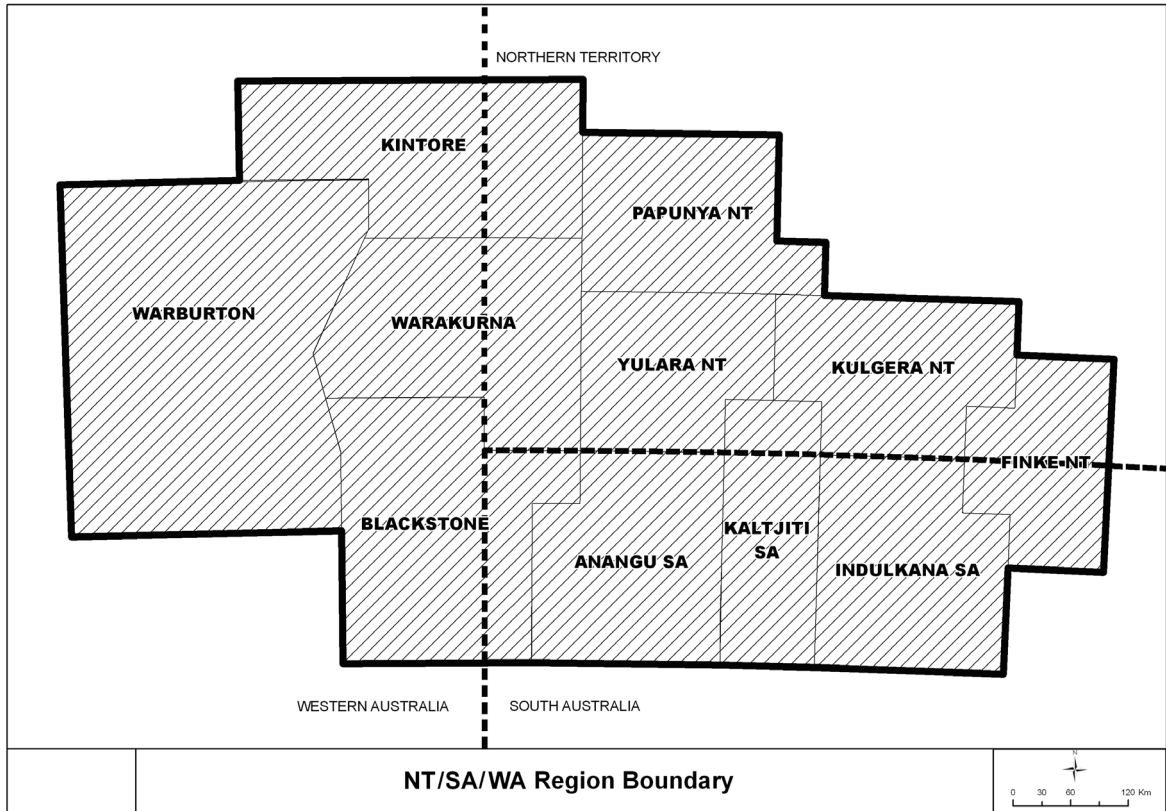 NORTHERN TERRITORY
KINTORE
PAPUNYA NT
WARBURTON
WARAKURNA
YULARA NT
KULGERA NT
FINKE NT
BLACKSTONE
ANANGU SA
KALTJITI
SA
INDULKANA SA
WESTERN AUSTRALIA
SOUTH AUSTRALIA
NT/SA/WA Region Boundary
N
0 30 60 120 Km